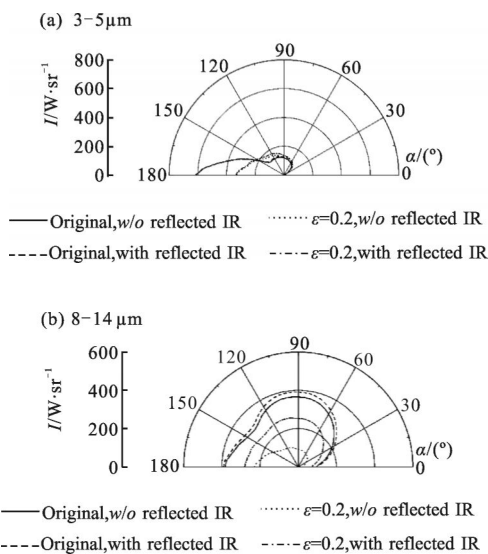 (a) 3-5μm
I/W·sr⁻¹
800
600
400
200
0
180
150
120
90
60
30
0
α/(°)
Original,w/o reflected IR
ε=0.2,w/o reflected IR
Original,with reflected IR
ε=0.2,with reflected IR
(b) 8-14μm
I/W·sr⁻¹
600
400
200
0
180
150
120
90
60
30
0
α/(°)
Original,w/o reflected IR
ε=0.2,w/o reflected IR
Original,with reflected IR
ε=0.2,with reflected IR